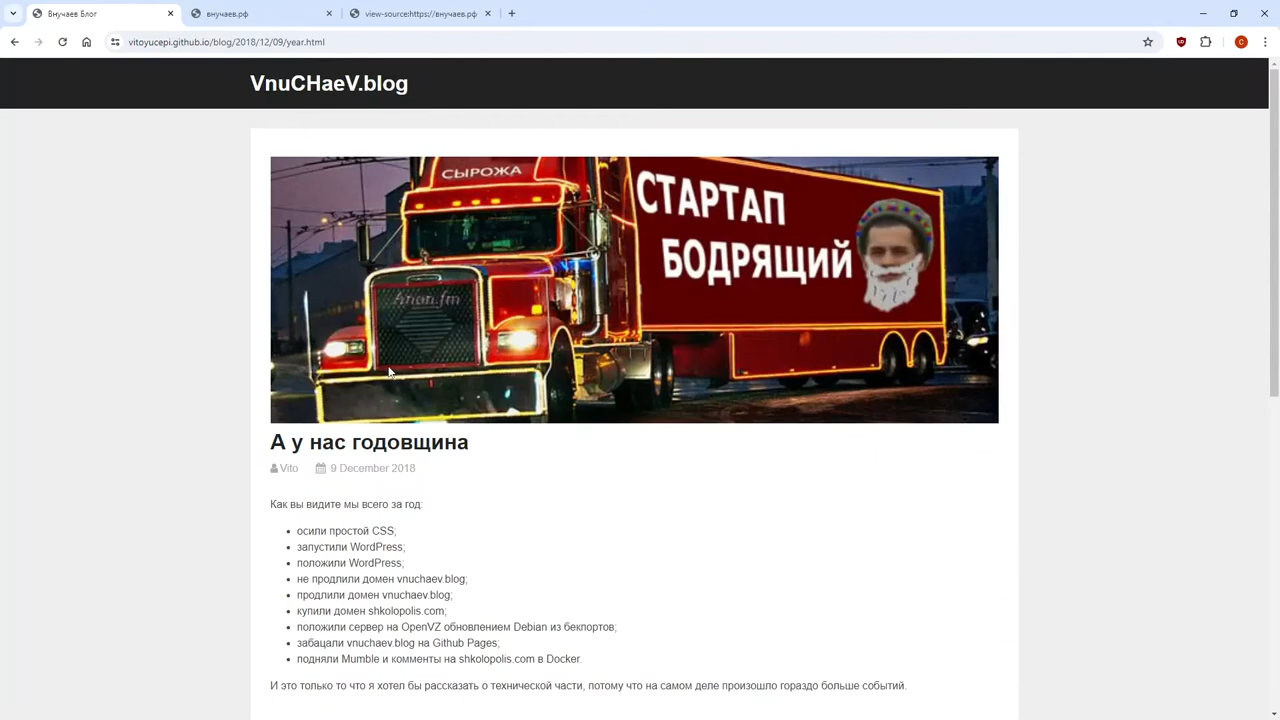 Внучаев Блог
внучаев.рф
view-source:https://внучаев.рф
vitoyucepi.github.io/blog/2018/12/09/year.html
VnuCHaeV.blog
СЫРОЖА
СТАРТАП
БОДРЯЩИЙ
Anon.fm
А у нас годовщина
Vito 9 December 2018
Как вы видите мы всего за год:
осили простой CSS;
запустили WordPress;
положили WordPress;
не продлили домен vnuchaev.blog;
продлили домен vnuchaev.blog;
купили домен shkolopolis.com;
положили сервер на OpenVZ обновлением Debian из бекпортов;
забацали vnuchaev.blog на Github Pages;
подняли Mumble и комменты на shkolopolis.com в Docker.
И это только то что я хотел бы рассказать о технической части, потому что на самом деле произошло гораздо больше событий.